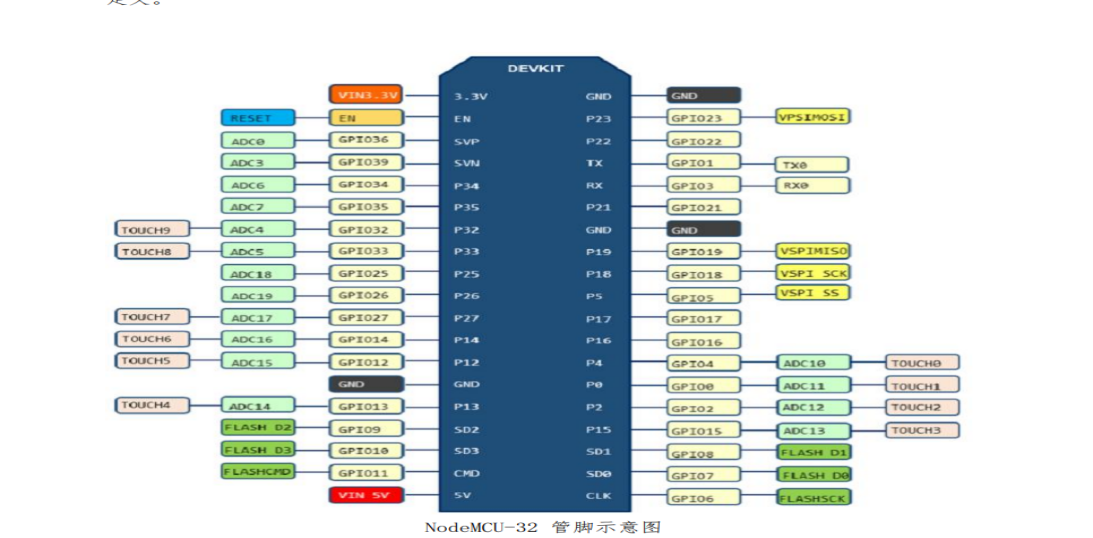 定义。
DEVKIT
VIN3.3V 3.3V GND GND
RESET EN EN P23 GPIO23 VPSIMOSI
ADC0 GPIO36 SVP P22 GPIO22
ADC3 GPIO39 SVN TX GPIO1 TX0
ADC6 GPIO34 P34 RX GPIO3 RX0
ADC7 GPIO35 P35 P21 GPIO21
TOUCH9 ADC4 GPIO32 P32 GND GND
TOUCH8 ADC5 GPIO33 P33 P19 GPIO19 VSPIMISO
ADC18 GPIO25 P25 P18 GPIO18 VSPI SCK
ADC19 GPIO26 P26 P5 GPIO5 VSPI SS
TOUCH7 ADC17 GPIO27 P27 P17 GPIO17
TOUCH6 ADC16 GPIO14 P14 P16 GPIO16
TOUCH5 ADC15 GPIO12 P12 P4 GPIO4 ADC10 TOUCH0
GND GND P0 GPIO0 ADC11 TOUCH1
TOUCH4 ADC14 GPIO13 P13 P2 GPIO2 ADC12 TOUCH2
FLASH D2 GPIO9 SD2 P15 GPIO15 ADC13 TOUCH3
FLASH D3 GPIO10 SD3 SD1 GPIO8 FLASH D1
FLASHCMD GPIO11 CMD SD0 GPIO7 FLASH D0
VIN 5V 5V CLK GPIO6 FLASHSCK
NodeMCU-32 管脚示意图